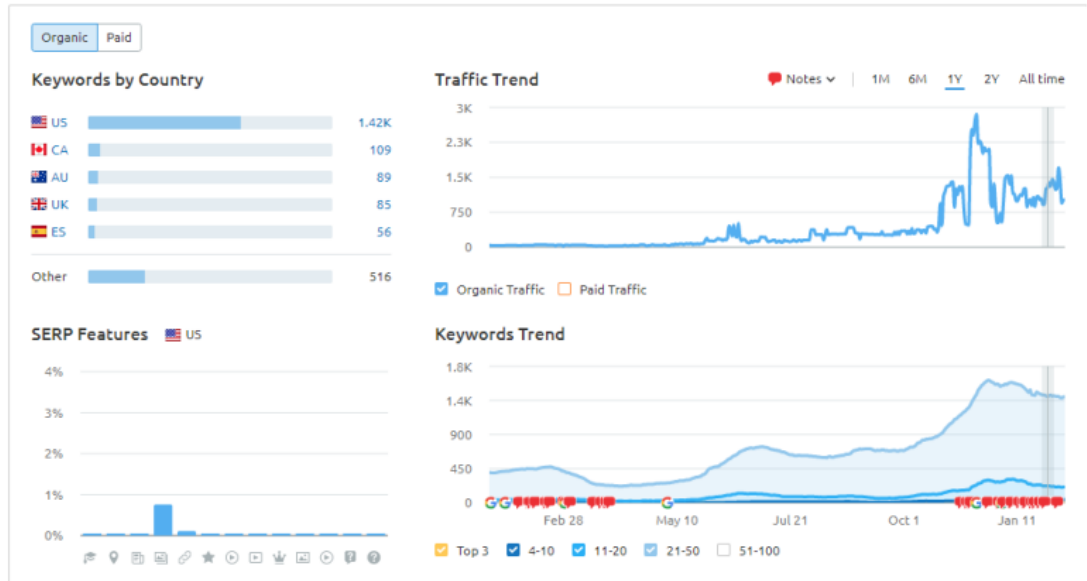 Organic Paid
Keywords by Country
US 1.42K
CA 109
AU 89
UK 85
ES 56
Other 516
Traffic Trend
Notes 1M 6M 1Y 2Y All time
3K
2.3K
1.5K
750
0
Organic Traffic Paid Traffic
SERP Features US
4%
3%
2%
1%
0%
Keywords Trend
1.8K
1.4K
900
450
0
Feb 28 May 10 Jul 21 Oct 1 Jan 11
Top 3 4-10 11-20 21-50 51-100